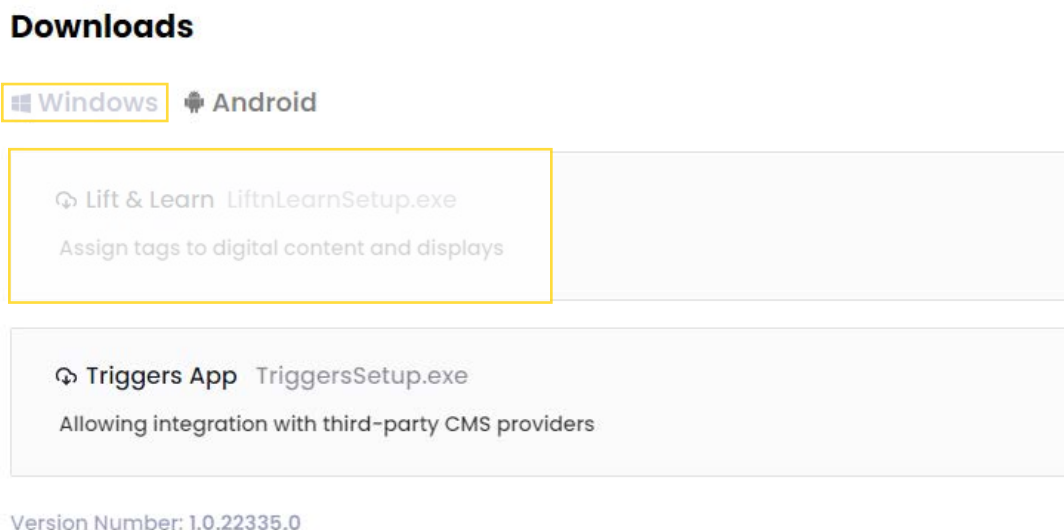 Downloads
Windows Android
Lift & Learn LiftnLearnSetup.exe
Assign tags to digital content and displays
Triggers App TriggersSetup.exe
Allowing integration with third-party CMS providers
Version Number: 1.0.22335.0